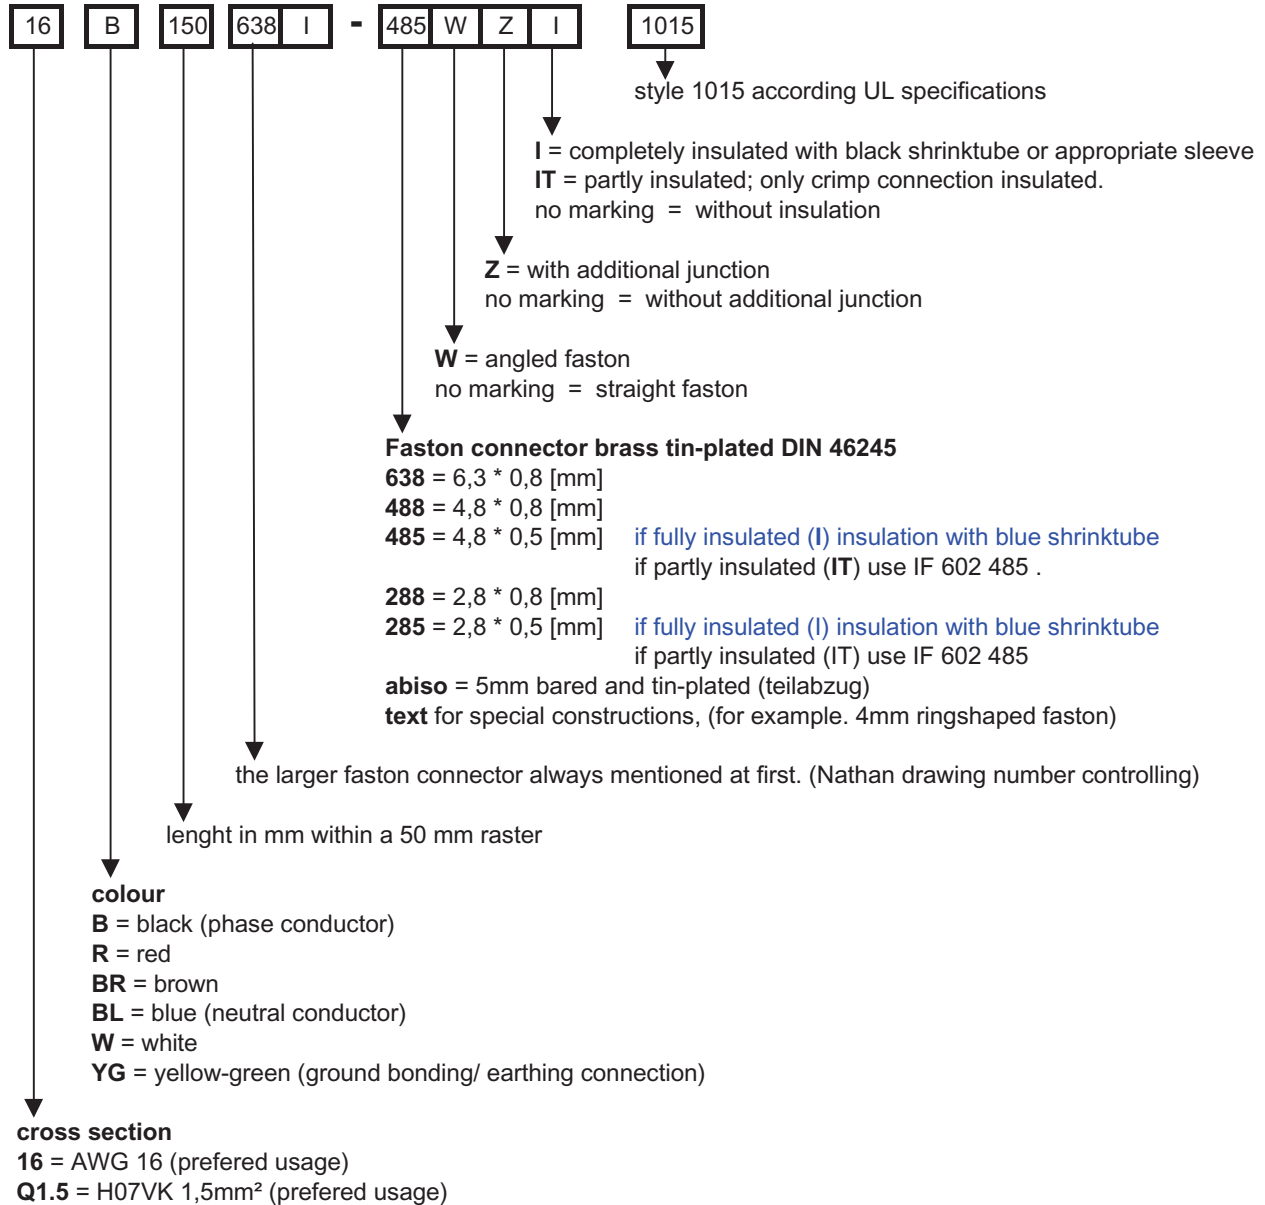 16 B 150 638 I - 485 W Z I 1015
style 1015 according UL specifications
I = completely insulated with black shrinktube or appropriate sleeve
IT = partly insulated; only crimp connection insulated.
no marking = without insulation
Z = with additional junction
no marking = without additional junction
W = angled faston
no marking = straight faston
Faston connector brass tin-plated DIN 46245
638 = 6,3 * 0,8 [mm]
488 = 4,8 * 0,8 [mm]
485 = 4,8 * 0,5 [mm] if fully insulated (I) insulation with blue shrinktube
if partly insulated (IT) use IF 602 485 .
288 = 2,8 * 0,8 [mm]
285 = 2,8 * 0,5 [mm] if fully insulated (I) insulation with blue shrinktube
if partly insulated (IT) use IF 602 485
abiso = 5mm bared and tin-plated (teilabzug)
text for special constructions, (for example. 4mm ringshaped faston)
the larger faston connector always mentioned at first. (Nathan drawing number controlling)
lenght in mm within a 50 mm raster
colour
B = black (phase conductor)
R = red
BR = brown
BL = blue (neutral conductor)
W = white
YG = yellow-green (ground bonding/ earthing connection)
cross section
16 = AWG 16 (prefered usage)
Q1.5 = H07VK 1,5mm² (prefered usage)